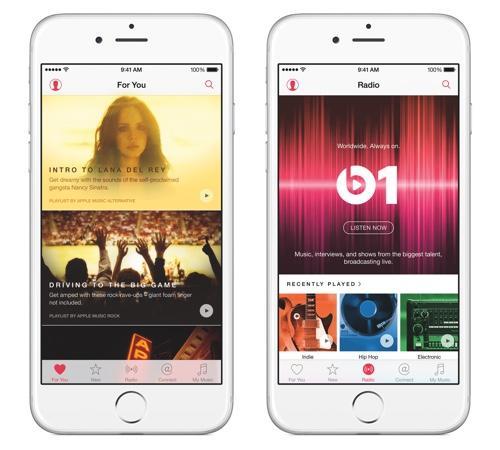 9:41 AM 100%
For You
INTRO TO LANA DEL REY
Get dreamy with the sounds of the self-proclaimed
gangsta Nancy Sinatra.
PLAYLIST BY APPLE MUSIC ALTERNATIVE
DRIVING TO THE BIG GAME
Get amped with these rock rave-ups - giant foam finger
not included.
PLAYLIST BY APPLE MUSIC ROCK
For You New Radio Connect My Music
9:41 AM 100%
Radio
Worldwide. Always on.
b1
LISTEN NOW
Music, interviews, and shows from the biggest talent,
broadcasting live.
RECENTLY PLAYED >
Indie Hip Hop Electronic
For You New Radio Connect My Music